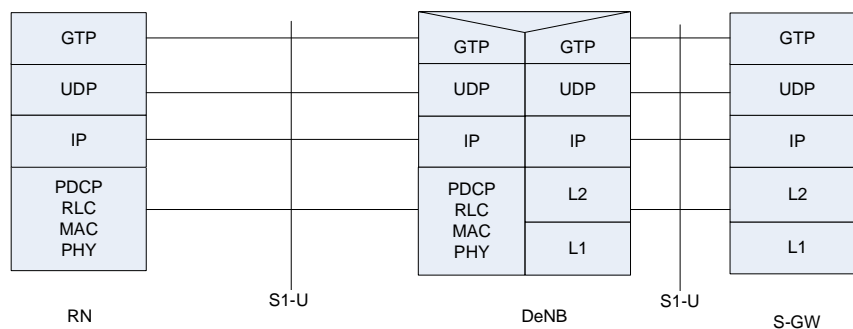 GTP
GTP
GTP
GTP
UDP
UDP
UDP
UDP
IP
IP
IP
IP
PDCP
RLC
MAC
PHY
PDCP
RLC
MAC
PHY
L2
L1
L2
L1
S1-U
S1-U
RN
DeNB
S-GW